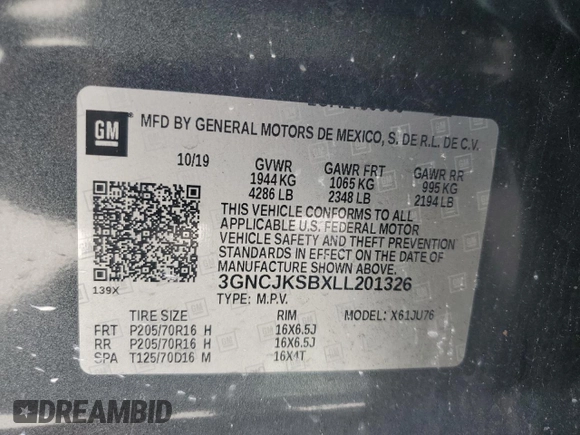 GM
MFD BY GENERAL MOTORS DE MEXICO, S. DE R.L. DE C.V.
10/19 GVWR GAWR FRT GAWR RR
1944 KG 1065 KG 995 KG
4286 LB 2348 LB 2194 LB
THIS VEHICLE CONFORMS TO ALL
APPLICABLE U.S. FEDERAL MOTOR
VEHICLE SAFETY AND THEFT PREVENTION
STANDARDS IN EFFECT ON THE DATE OF
MANUFACTURE SHOWN ABOVE.
139X
3GNCJKSBXLL201326
TYPE: M.P.V.
TIRE SIZE RIM MODEL: X61JU76
FRT P205/70R16 H 16X6.5J
RR P205/70R16 H 16X6.5J
SPA T125/70D16 M 16X4T
DREAMBID